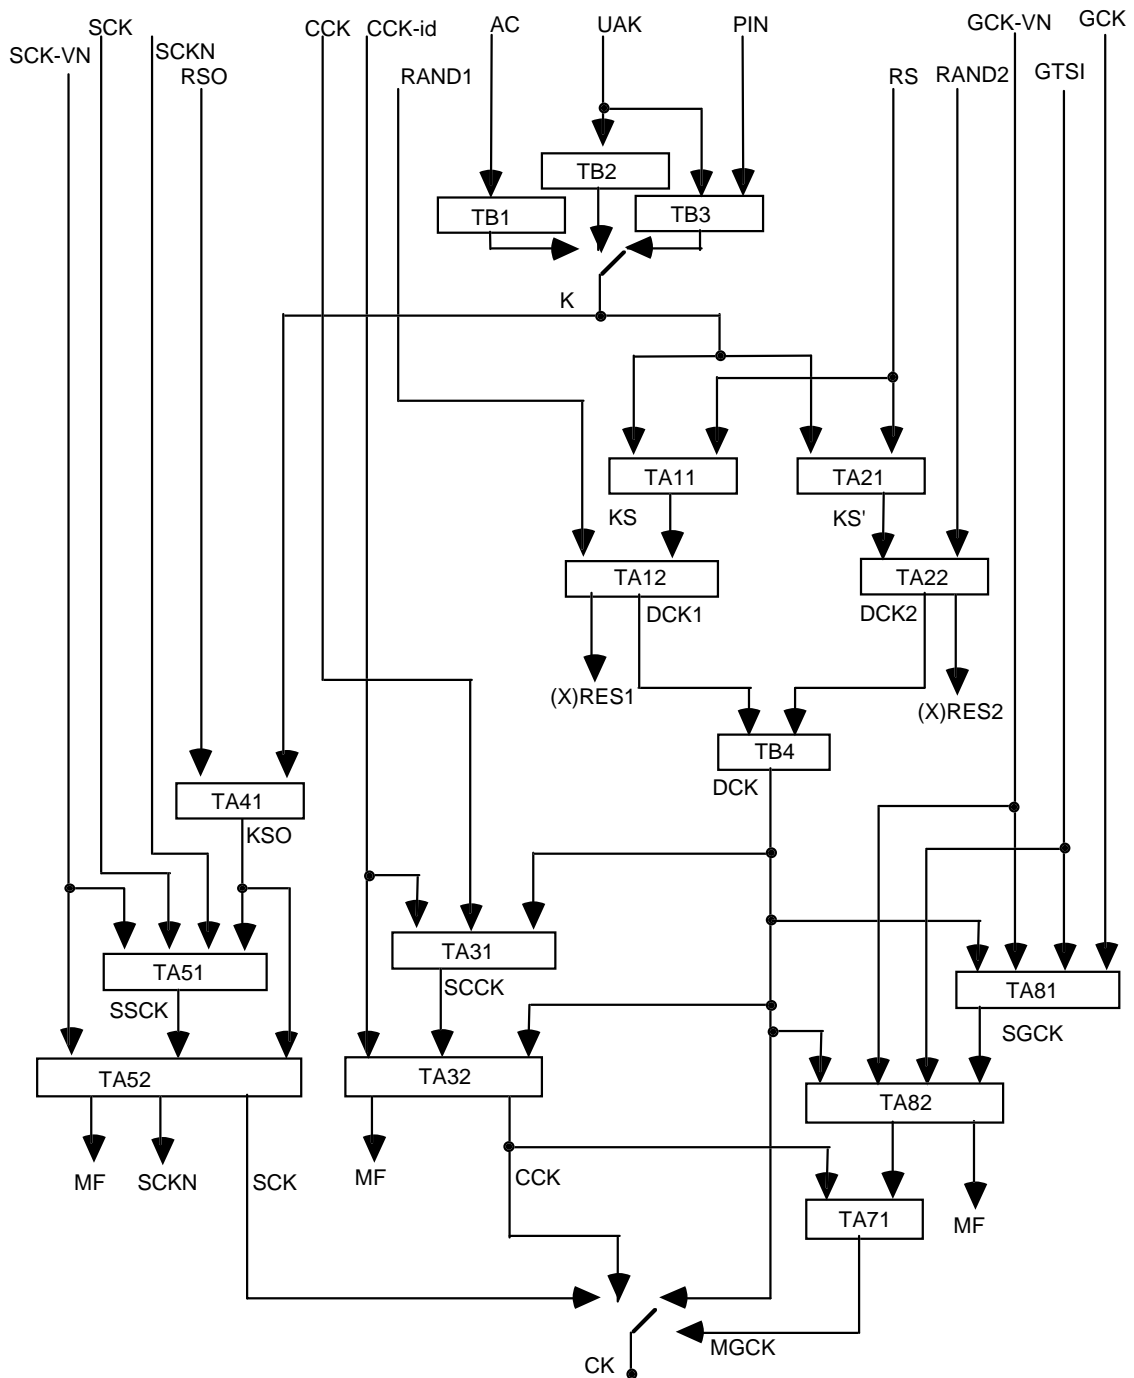 SCK-VN
SCK
SCKN
RSO
CCK
CCK-id
RAND1
AC
UAK
PIN
RS
RAND2
GCK-VN
GTSI
GCK
TB2
TB1
TB3
K
TA11
TA21
KS
KS'
TA12
TA22
DCK1
DCK2
(X)RES1
(X)RES2
TB4
DCK
TA41
KSO
TA31
SCCK
TA51
SSCK
TA81
SGCK
TA52
TA32
TA82
MF
SCKN
SCK
MF
CCK
TA71
MF
MGCK
CK